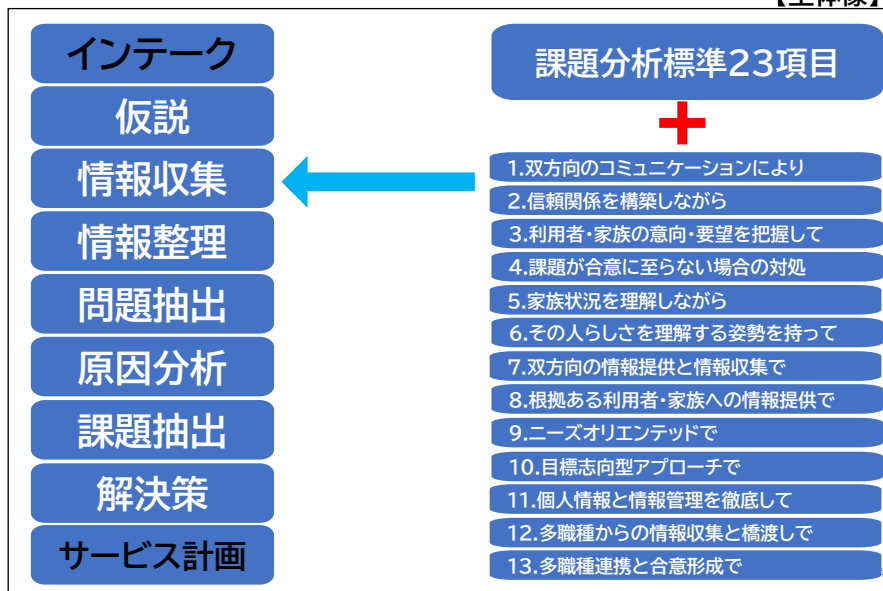 インテーク
仮説
情報収集
情報整理
問題抽出
原因分析
課題抽出
解決策
サービス計画
課題分析標準23項目
+
1.双方向のコミュニケーションにより
2.信頼関係を構築しながら
3.利用者・家族の意向・要望を把握して
4.課題が合意に至らない場合の対処
5.家族状況を理解しながら
6.その人らしさを理解する姿勢を持って
7.双方向の情報提供と情報収集で
8.根拠ある利用者・家族への情報提供で
9.ニーズオリエンテッドで
10.目標志向型アプローチで
11.個人情報と情報管理を徹底して
12.多職種からの情報収集と橋渡しで
13.多職種連携と合意形成で